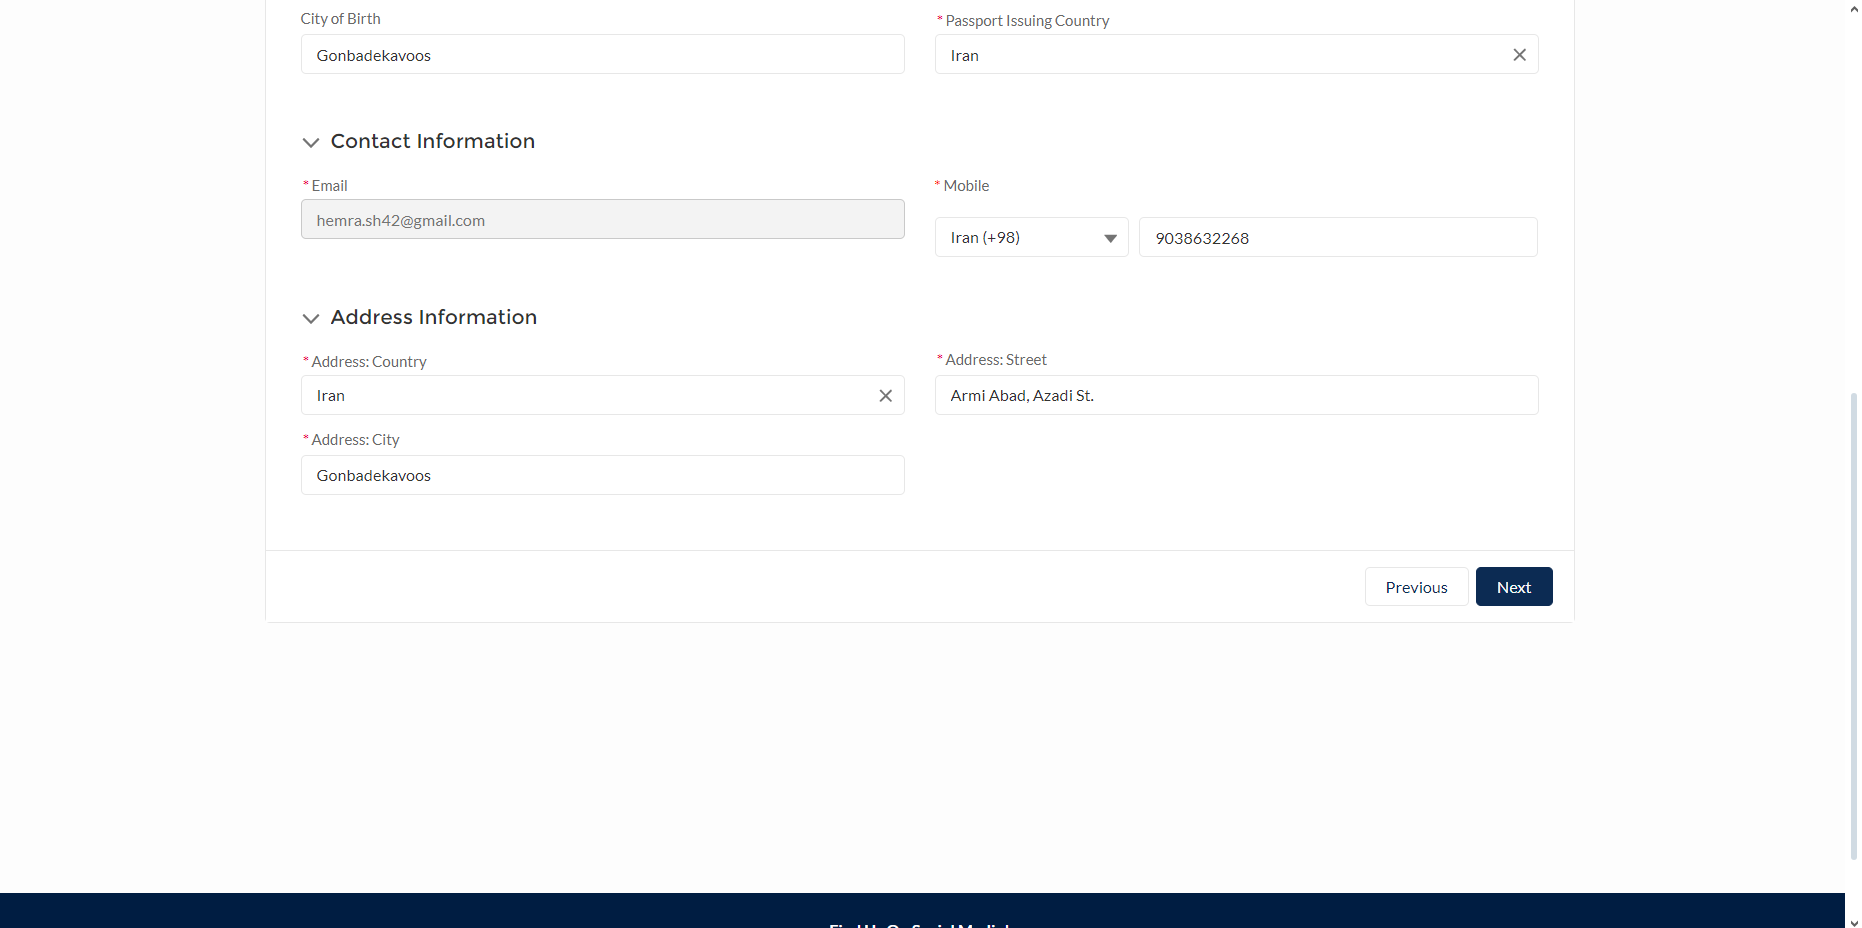 City of Birth
Gonbadekavoos
* Passport Issuing Country
Iran
Contact Information
* Email
hemra.sh42@gmail.com
* Mobile
Iran (+98)
9038632268
Address Information
* Address: Country
Iran
* Address: Street
Armi Abad, Azadi St.
* Address: City
Gonbadekavoos
Previous
Next